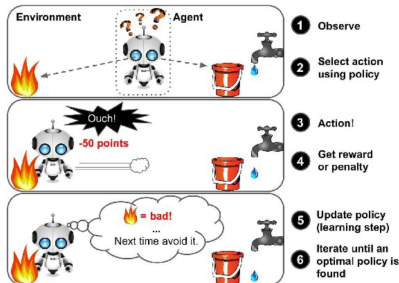 Environment
Agent
? ? ?
1 Observe
2 Select action
using policy
Ouch!
-50 points
3 Action!
4 Get reward
or penalty
= bad!
...
Next time avoid it.
5 Update policy
(learning step)
6 Iterate until an
optimal policy is
found